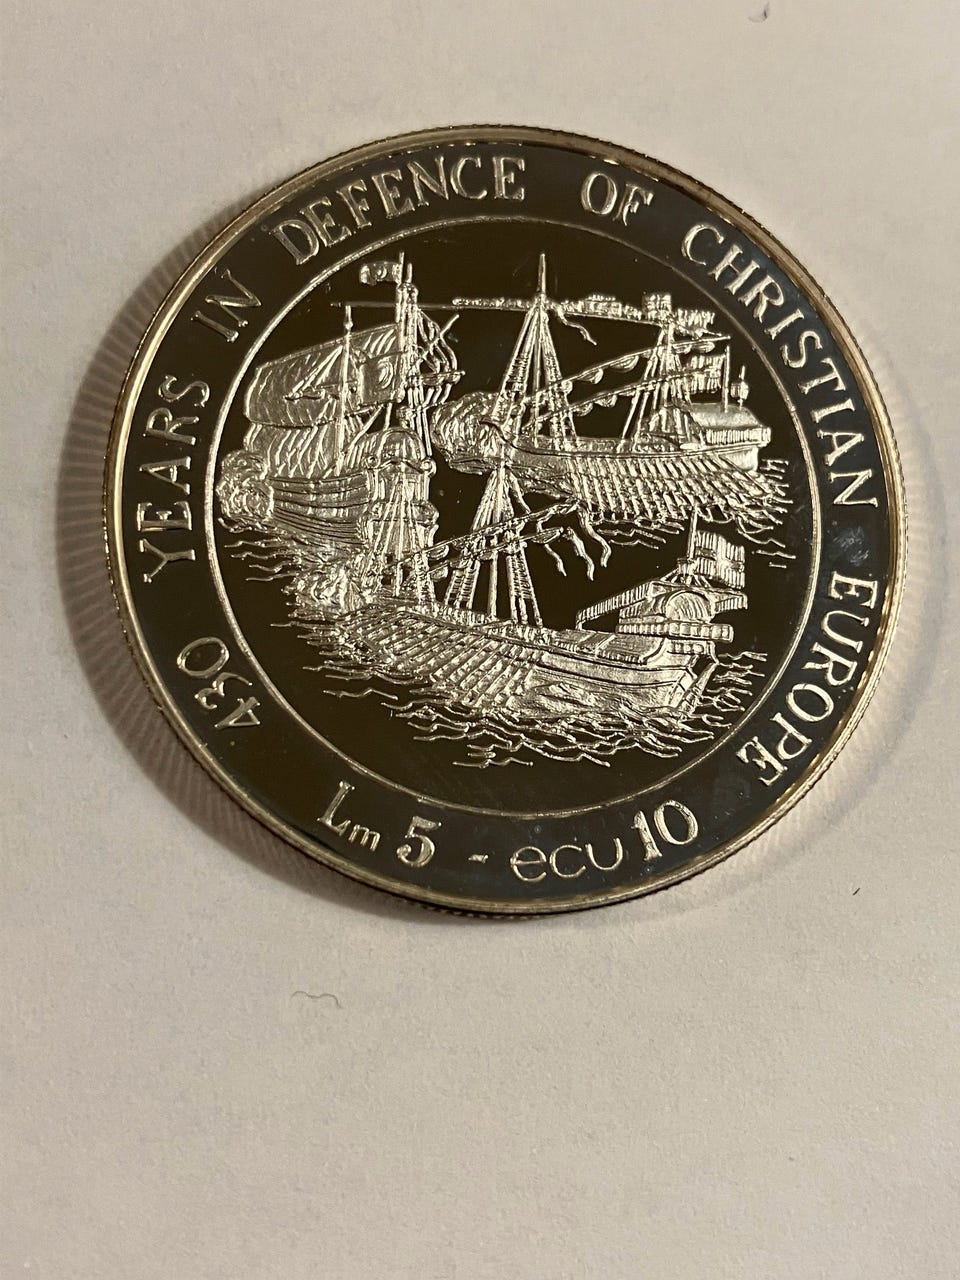 430 YEARS IN DEFENCE OF CHRISTIAN EUROPE
Lm 5 - ecu 10